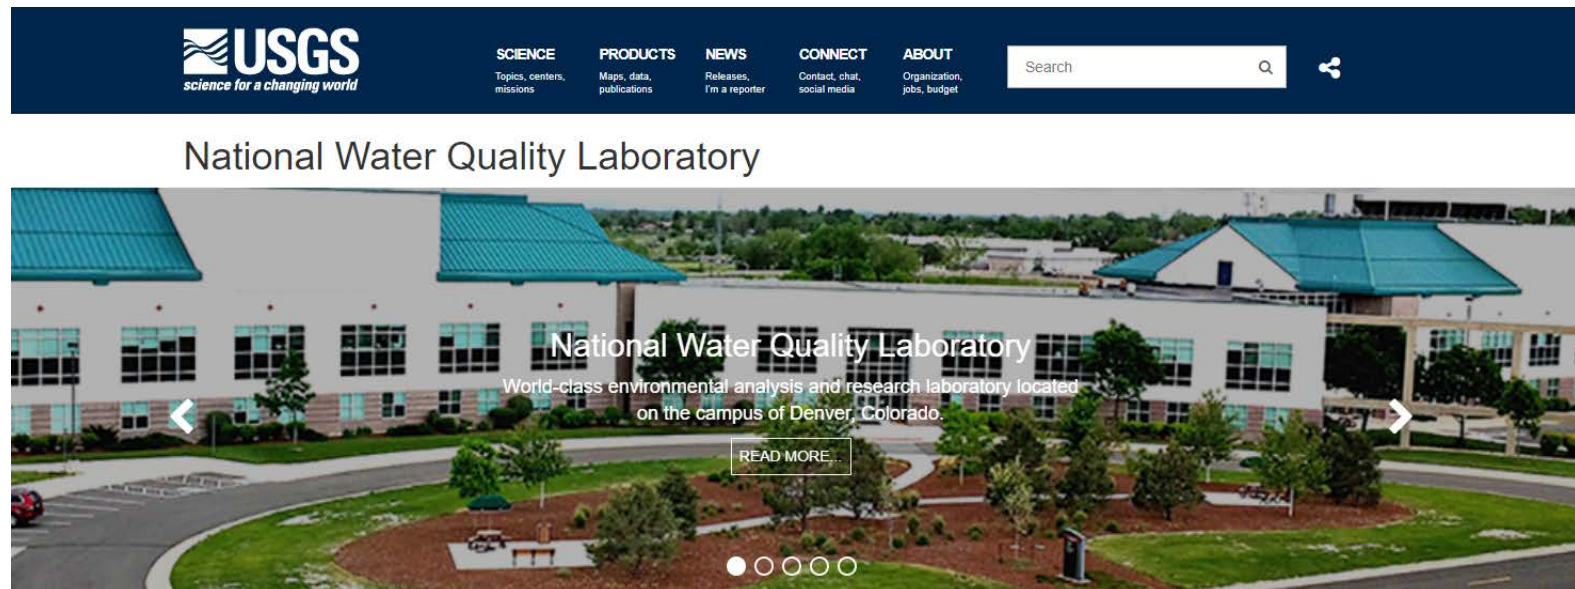 USGS
science for a changing world
SCIENCE
Topics, centers,
missions
PRODUCTS
Maps, data,
publications
NEWS
Releases,
I'm a reporter
CONNECT
Contact, chat,
social media
ABOUT
Organization,
jobs, budget
Search
National Water Quality Laboratory
National Water Quality Laboratory
World-class environmental analysis and research laboratory located
on the campus of Denver, Colorado.
READ MORE...